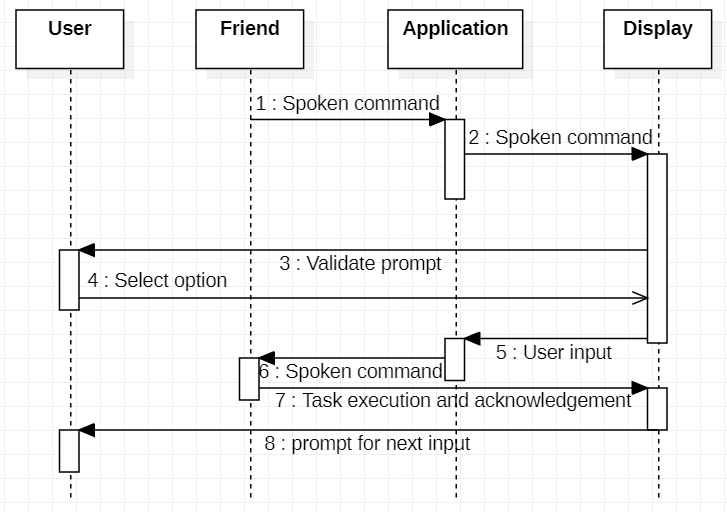 User
Friend
Application
Display
1 : Spoken command
2 : Spoken command
3 : Validate prompt
4 : Select option
5 : User input
6 : Spoken command
7 : Task execution and acknowledgement
8 : prompt for next input